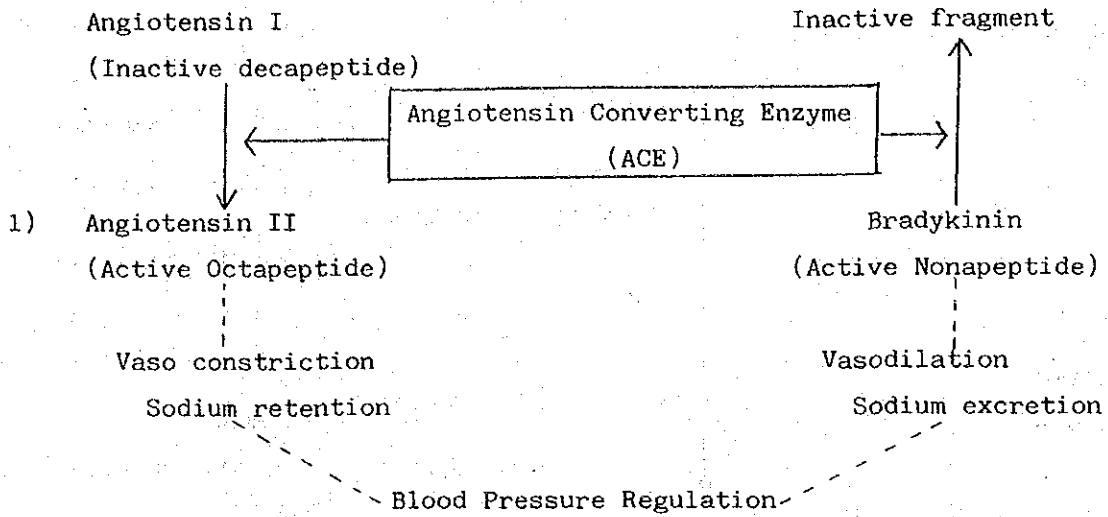 Angiotensin I
Inactive fragment
(Inactive decapeptide)
Angiotensin Converting Enzyme
(ACE)
1) Angiotensin II
Bradykinin
(Active Octapeptide)
(Active Nonapeptide)
Vaso constriction
Vasodilation
Sodium retention
Sodium excretion
Blood Pressure Regulation